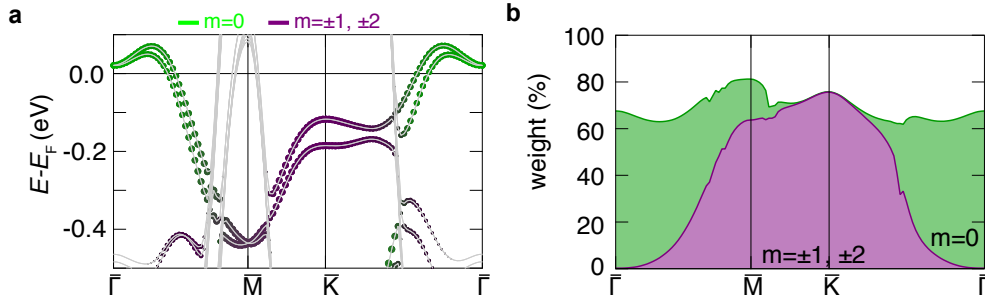 a
m=0 m=±1, ±2
E-E_F (eV)
0.0
-0.2
-0.4
Γ̄ M̄ K̄ Γ̄
b
weight (%)
100
80
60
40
20
0
m=±1, ±2
m=0
Γ̄ M̄ K̄ Γ̄